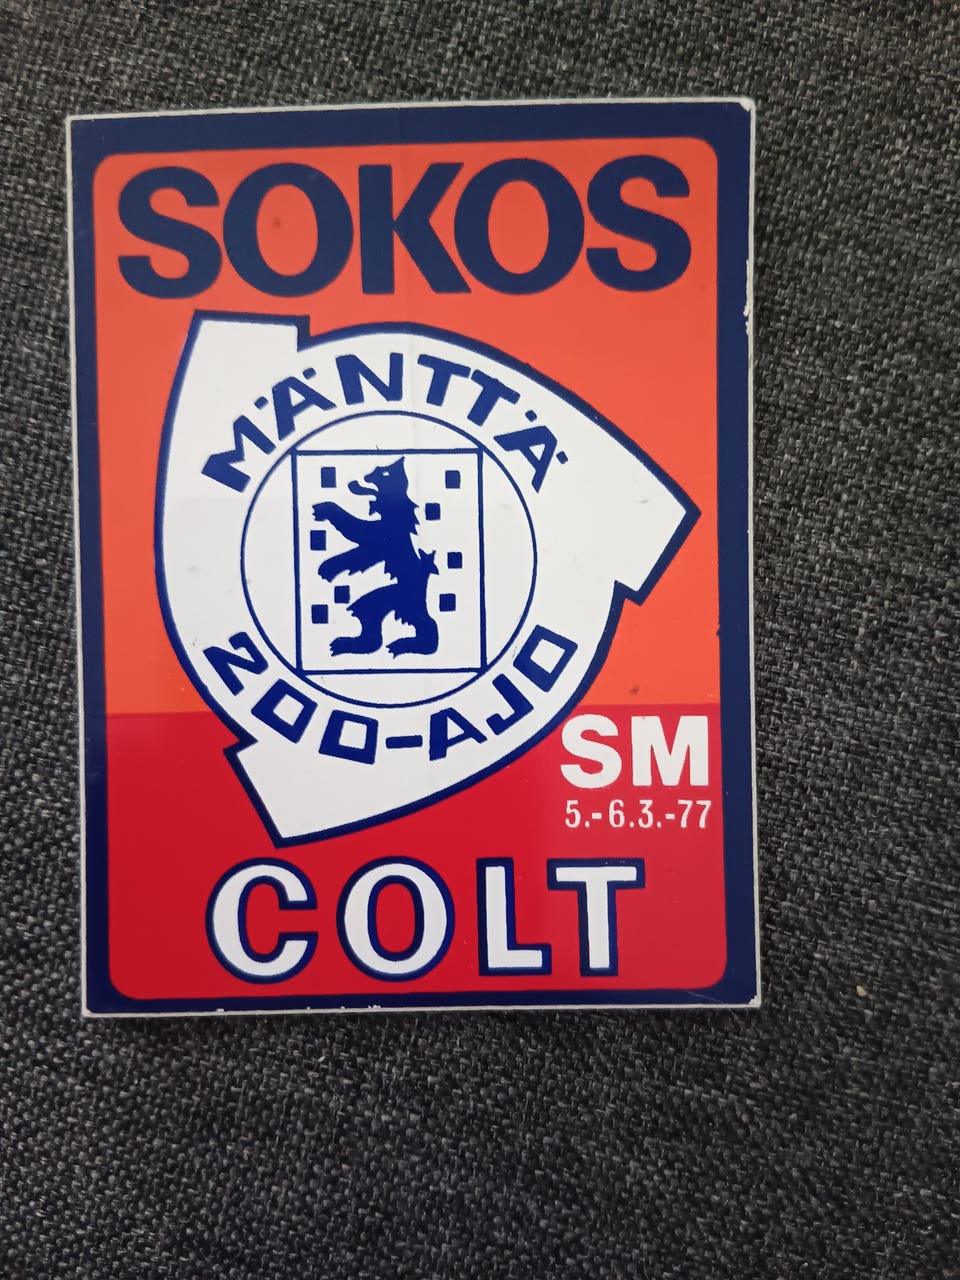 SOKOS
MÄNTTÄ
200-AJO
SM
5.-6.3.-77
COLT